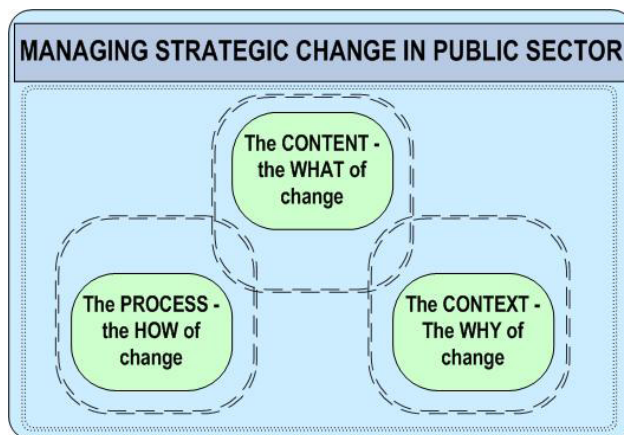 MANAGING STRATEGIC CHANGE IN PUBLIC SECTOR
The CONTENT -
the WHAT of
change
The PROCESS -
the HOW of
change
The CONTEXT -
The WHY of
change